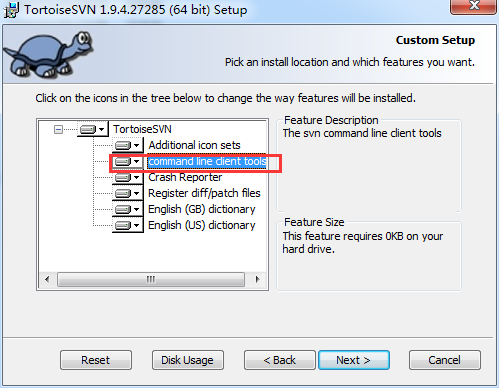 TortoiseSVN 1.9.4.27285 (64 bit) Setup
Custom Setup
Pick an install location and which features you want.
Click on the icons in the tree below to change the way features will be installed.
TortoiseSVN
Additional icon sets
command line client tools
Crash Reporter
Register diff/patch files
English (GB) dictionary
English (US) dictionary
Feature Description
The svn command line client tools
Feature Size
This feature requires 0KB on your
hard drive.
Reset
Disk Usage
< Back
Next >
Cancel